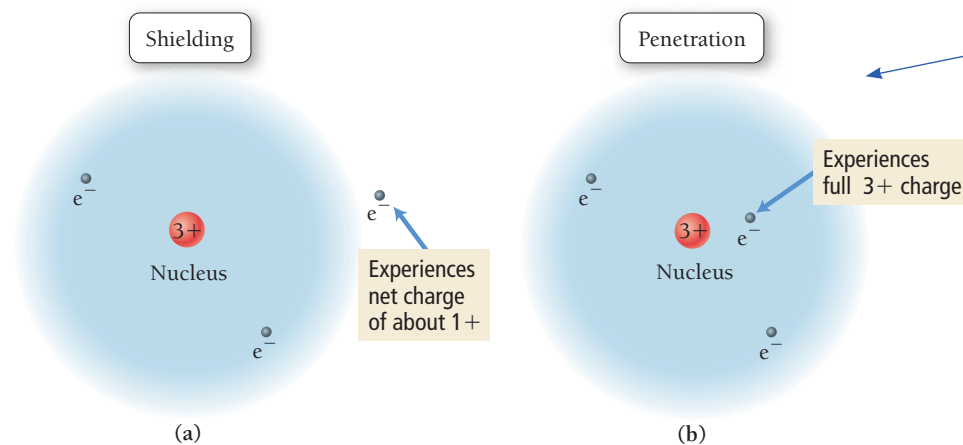 Shielding
e−
3+
Nucleus
e−
e−
Experiences
net charge
of about 1+
(a)
Penetration
e−
3+
Nucleus
e−
e−
Experiences
full 3+ charge
(b)